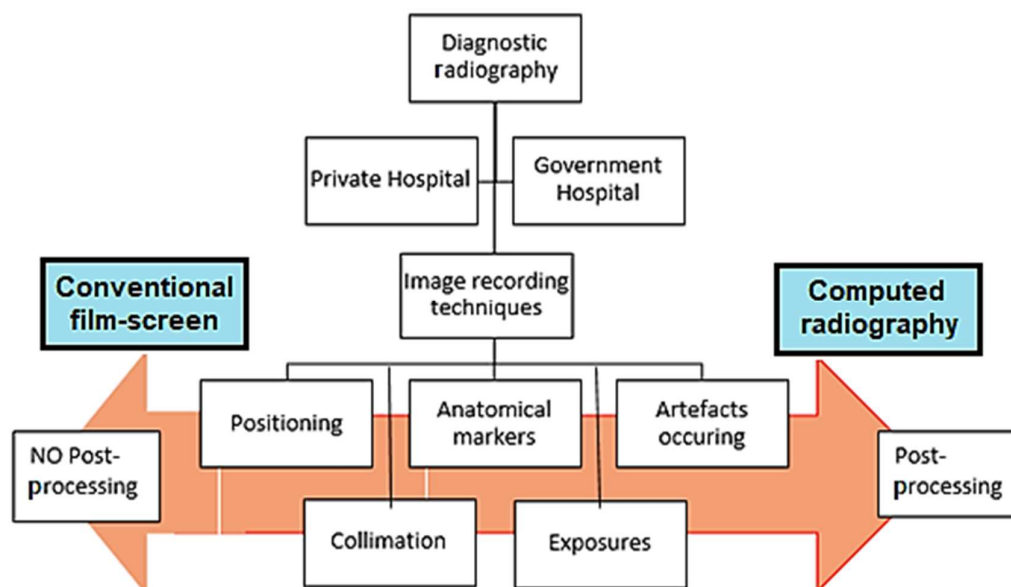 Diagnostic
radiography
Private Hospital
Government
Hospital
Conventional
film-screen
Image recording
techniques
Computed
radiography
Positioning
Anatomical
markers
Artefacts
occuring
NO Post-
processing
Post-
processing
Collimation
Exposures